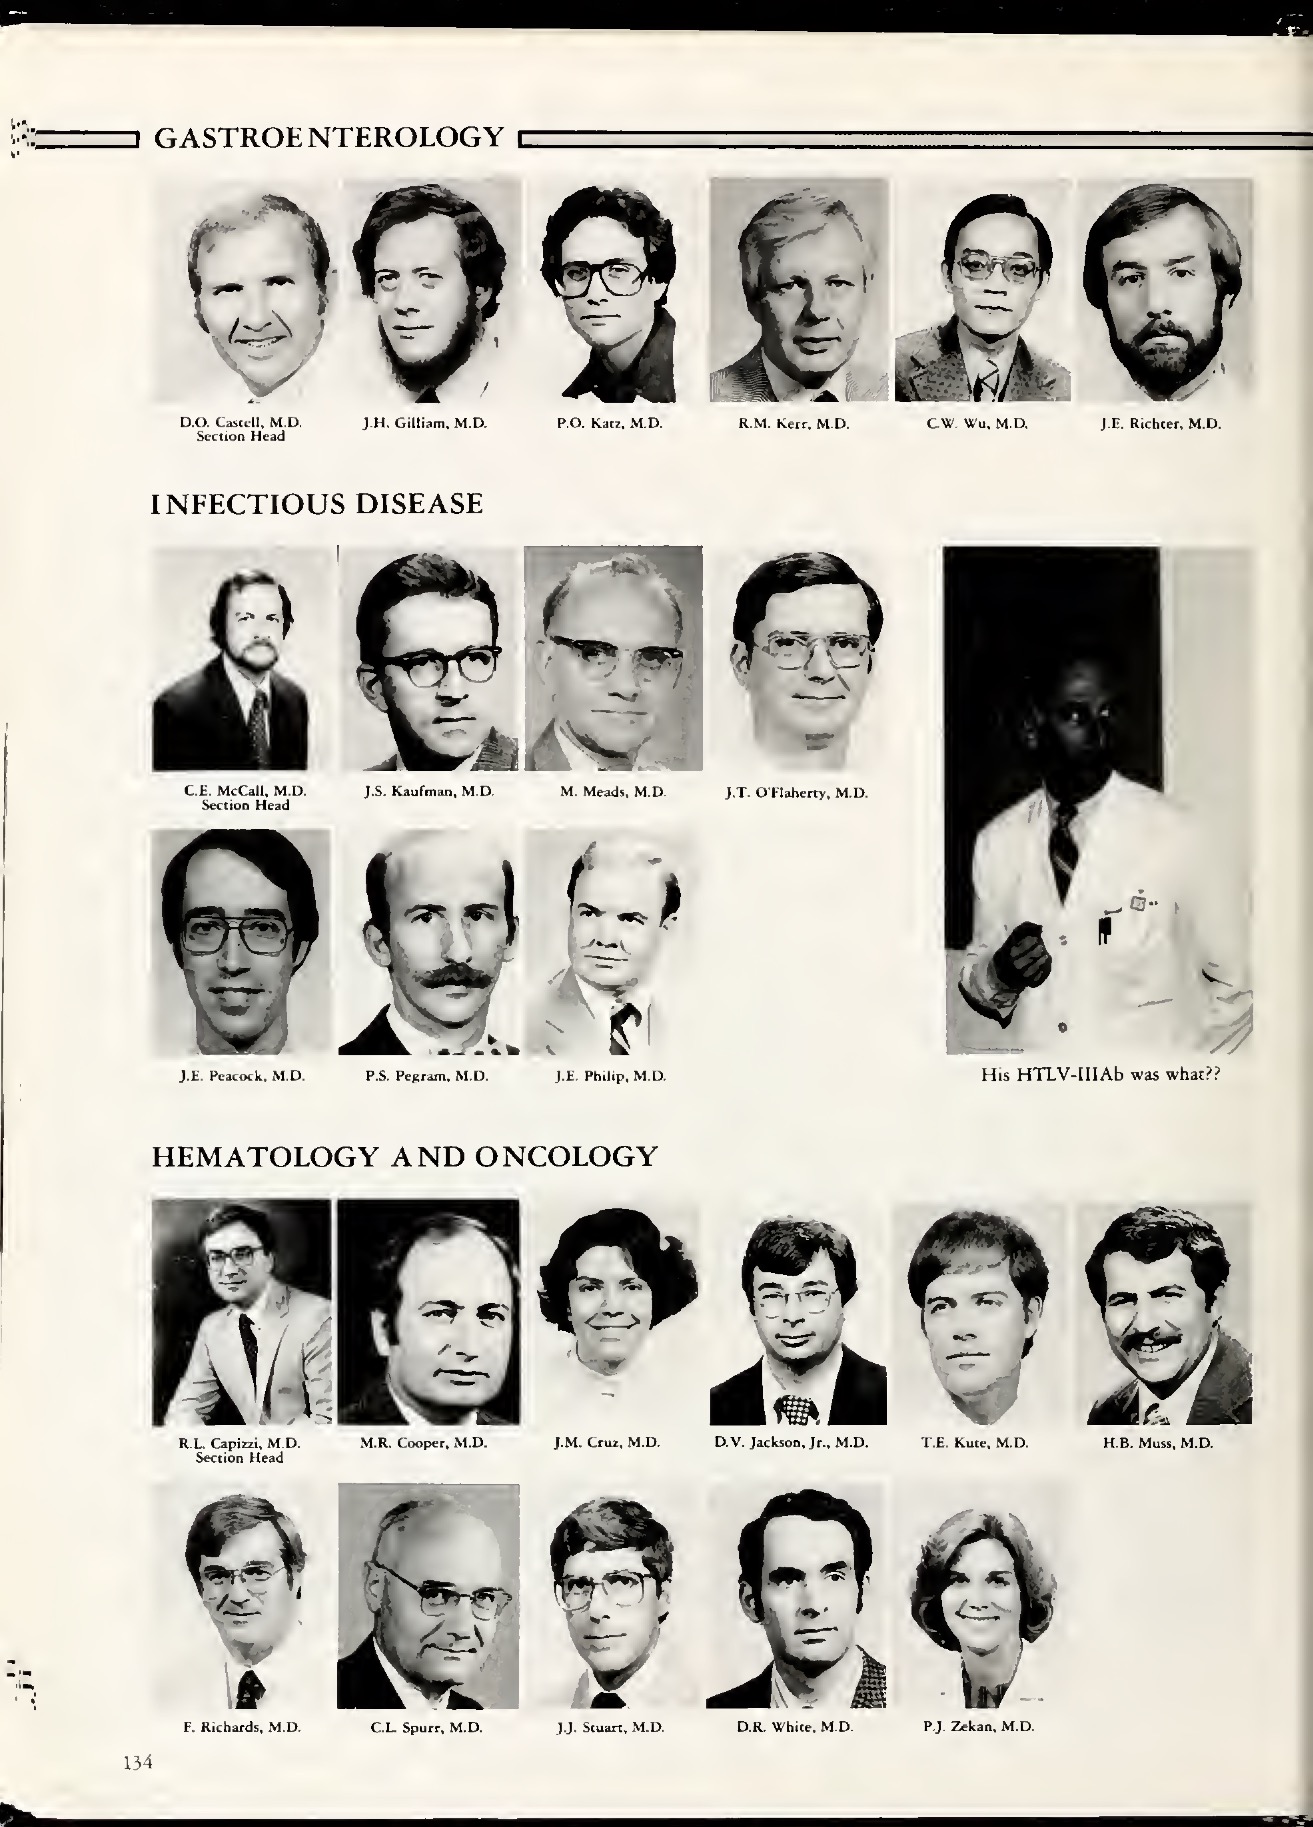 GASTROENTEROLOGY
D.O. Castell, M.D.
Section Head
J.H. Gilliam, M.D.
P.O. Katz, M.D.
R.M. Kerr, M.D.
C.W. Wu, M.D.
J.E. Richter, M.D.
INFECTIOUS DISEASE
C.E. McCall, M.D.
Section Head
J.S. Kaufman, M.D.
M. Meads, M.D.
J.T. O'Flaherty, M.D.
J.E. Peacock, M.D.
P.S. Pegram, M.D.
J.E. Philip, M.D.
His HTLV-IIIAb was what??
HEMATOLOGY AND ONCOLOGY
R.L. Capizzi, M.D.
Section Head
M.R. Cooper, M.D.
J.M. Cruz, M.D.
D.V. Jackson, Jr., M.D.
T.E. Kute, M.D.
H.B. Muss, M.D.
F. Richards, M.D.
C.L. Spurr, M.D.
J.J. Stuart, M.D.
D.R. White, M.D.
P.J. Zekan, M.D.
134